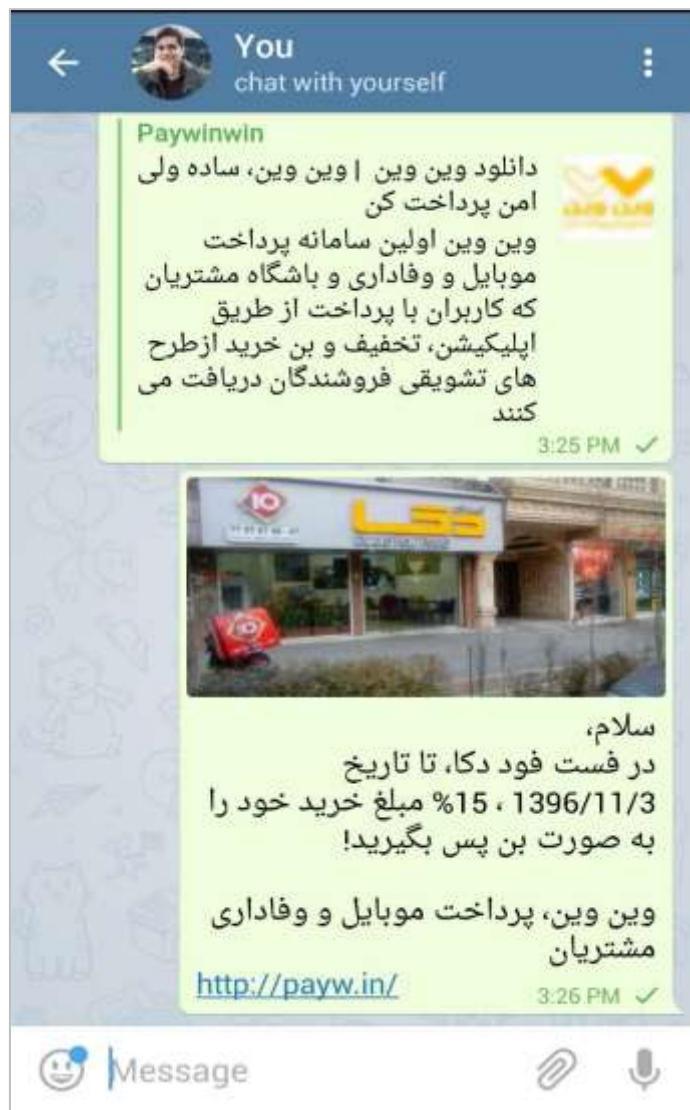 You
chat with yourself
Paywinwin
دانلود وین وین | وین وین، ساده ولی
امن پرداخت کن
وین وین اولین سامانه پرداخت
موبایل و وفاداری و باشگاه مشتریان
که کاربران با پرداخت از طریق
اپلیکیشن، تخفیف و بن خرید ازطرح
های تشویقی فروشندگان دریافت می
کنند
وین وین
3:25 PM
دکا
سلام،
در فست فود دکا، تا تاریخ
1396/11/3 ، 15% مبلغ خرید خود را
به صورت بن پس بگیرید!
وین وین، پرداخت موبایل و وفاداری
مشتریان
http://payw.in/
3:26 PM
Message